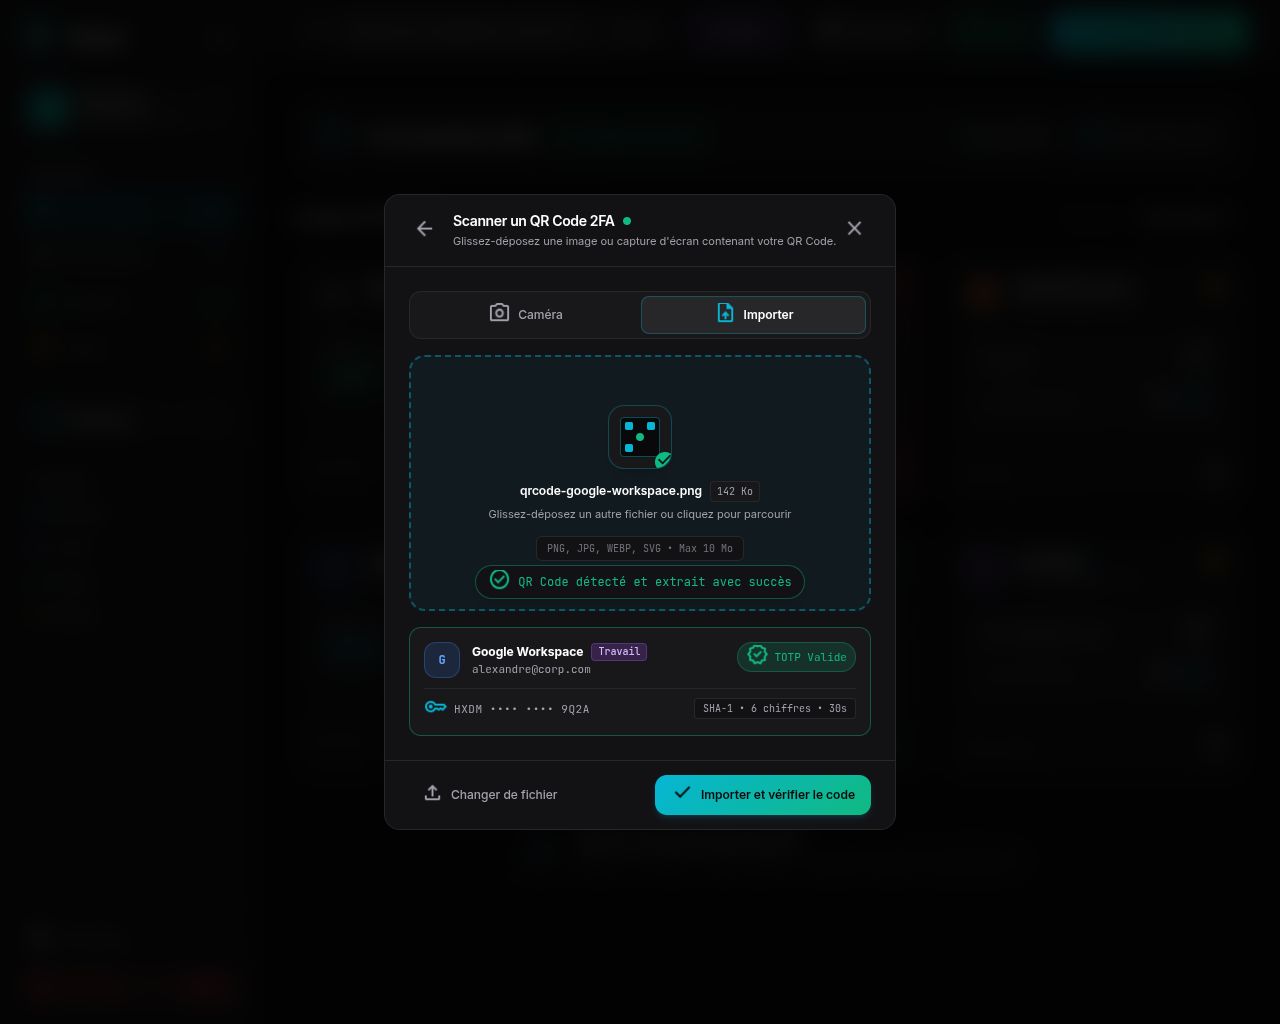 Scanner un QR Code 2FA
Glissez-déposez une image ou capture d'écran contenant votre QR Code.
Caméra
Importer
qrcode-google-workspace.png 142 Ko
Glissez-déposez un autre fichier ou cliquez pour parcourir
PNG, JPG, WEBP, SVG • Max 10 Mo
QR Code détecté et extrait avec succès
G
Google Workspace Travail
alexandre@corp.com
TOTP Valide
HXDM •••• •••• 9Q2A
SHA-1 • 6 chiffres • 30s
Changer de fichier
Importer et vérifier le code